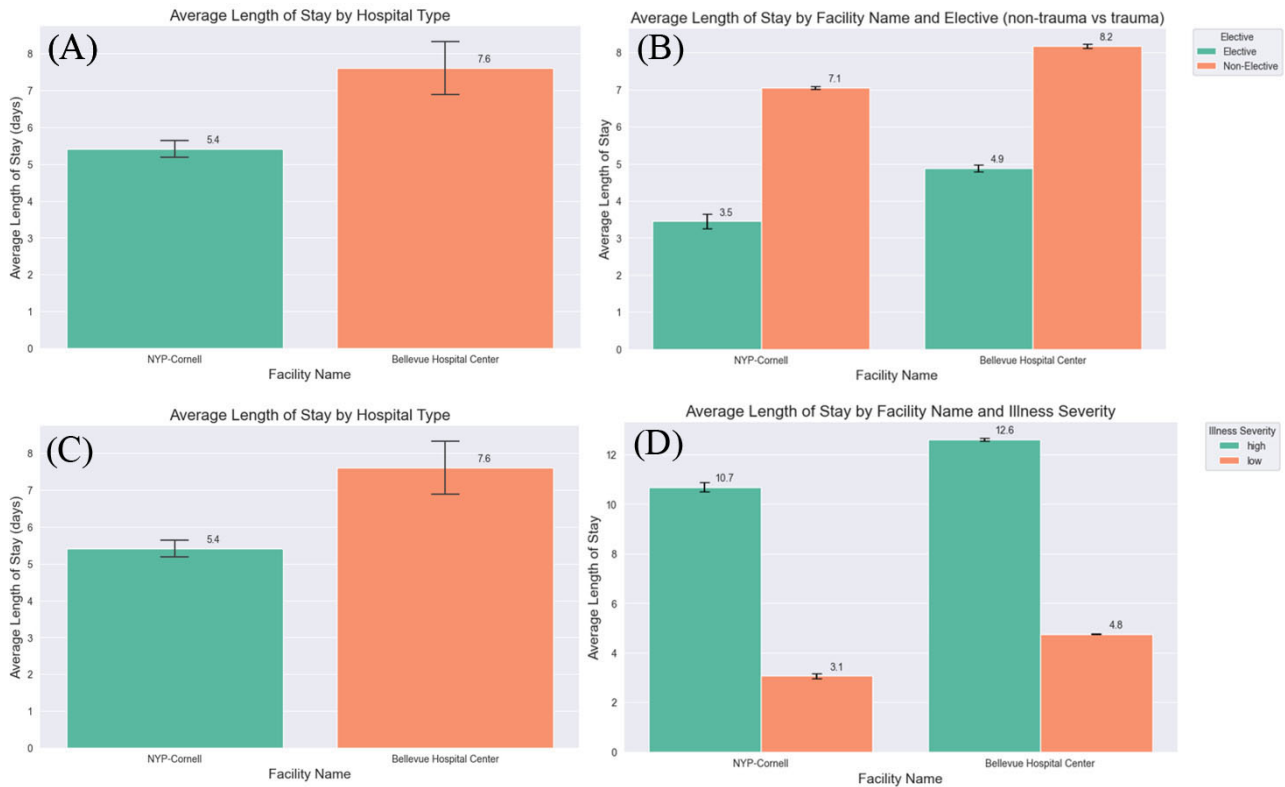 Average Length of Stay by Hospital Type
(A)
Average Length of Stay (days)
8
7
6
5
4
3
2
1
0
5.4
7.6
NYP-Cornell
Bellevue Hospital Center
Facility Name
Average Length of Stay by Facility Name and Elective (non-trauma vs trauma)
(B)
Elective
Elective
Non-Elective
Average Length of Stay
8
7
6
5
4
3
2
1
0
3.5
7.1
4.9
8.2
NYP-Cornell
Bellevue Hospital Center
Facility Name
Average Length of Stay by Hospital Type
(C)
Average Length of Stay (days)
8
7
6
5
4
3
2
1
0
5.4
7.6
NYP-Cornell
Bellevue Hospital Center
Facility Name
Average Length of Stay by Facility Name and Illness Severity
(D)
Illness Severity
high
low
Average Length of Stay
12
10
8
6
4
2
0
10.7
3.1
12.6
4.8
NYP-Cornell
Bellevue Hospital Center
Facility Name